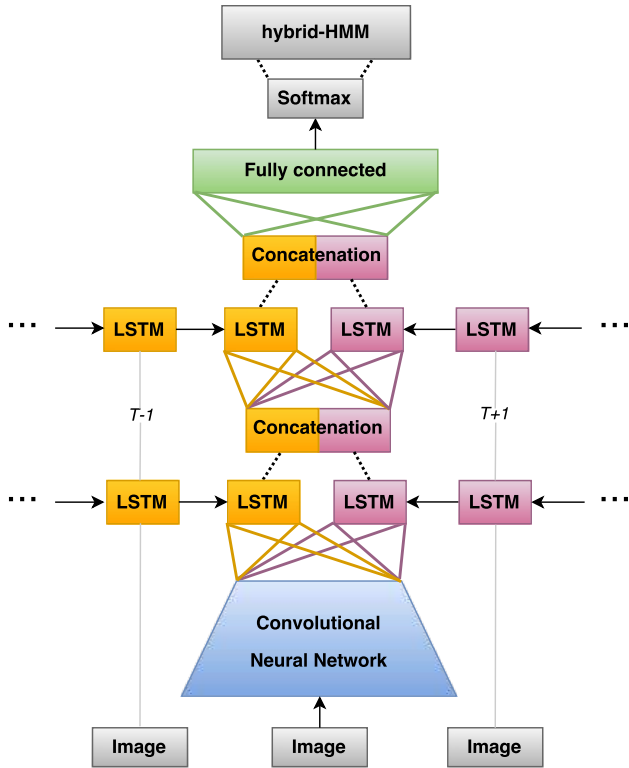 hybrid-HMM
Softmax
Fully connected
Concatenation
... LSTM LSTM LSTM LSTM ...
T-1 T+1
Concatenation
... LSTM LSTM LSTM LSTM ...
Convolutional
Neural Network
Image Image Image